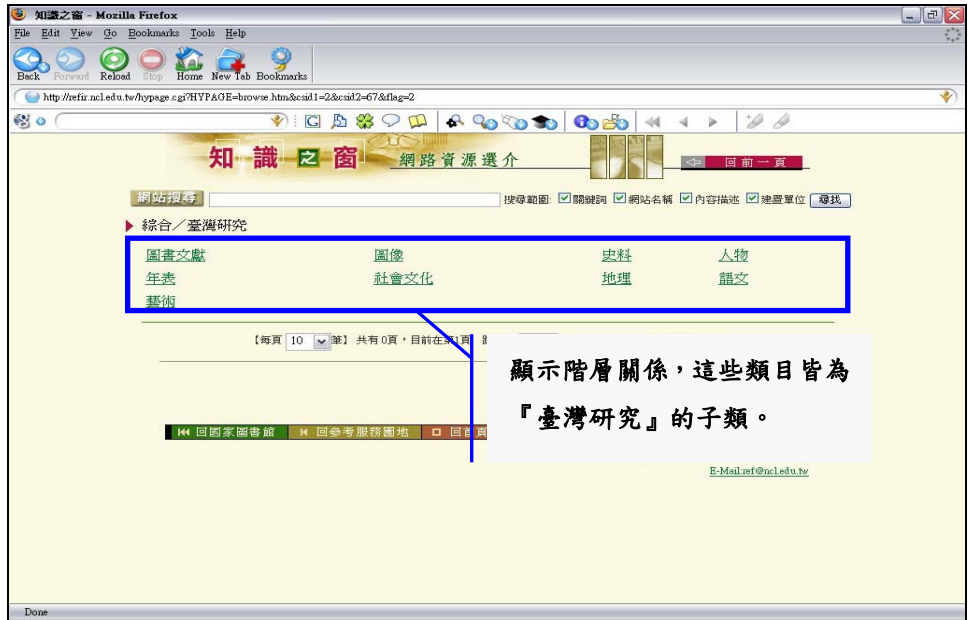 知識之窗 - Mozilla Firefox
File Edit View Go Bookmarks Tools Help
Back Forward Reload Stop Home New Tab Bookmarks
http://refir.ncl.edu.tw/hypage.cgi?HYPAGE=browse.htm&csid1=2&csid2=67&flag=2
知識之窗 網路資源選介 回前一頁
網站搜尋 搜尋範圍: 關鍵詞 網站名稱 內容描述 建置單位 尋找
綜合／臺灣研究
圖書文獻 圖像 史料 人物
年表 社會文化 地理 語文
藝術
【每頁 10 筆】 共有 0頁，目前在第1頁
顯示階層關係，這些類目皆為
『臺灣研究』的子類。
回國家圖書館 回參考服務園地 回首頁
E-Mail:ref@ncl.edu.tw
Done